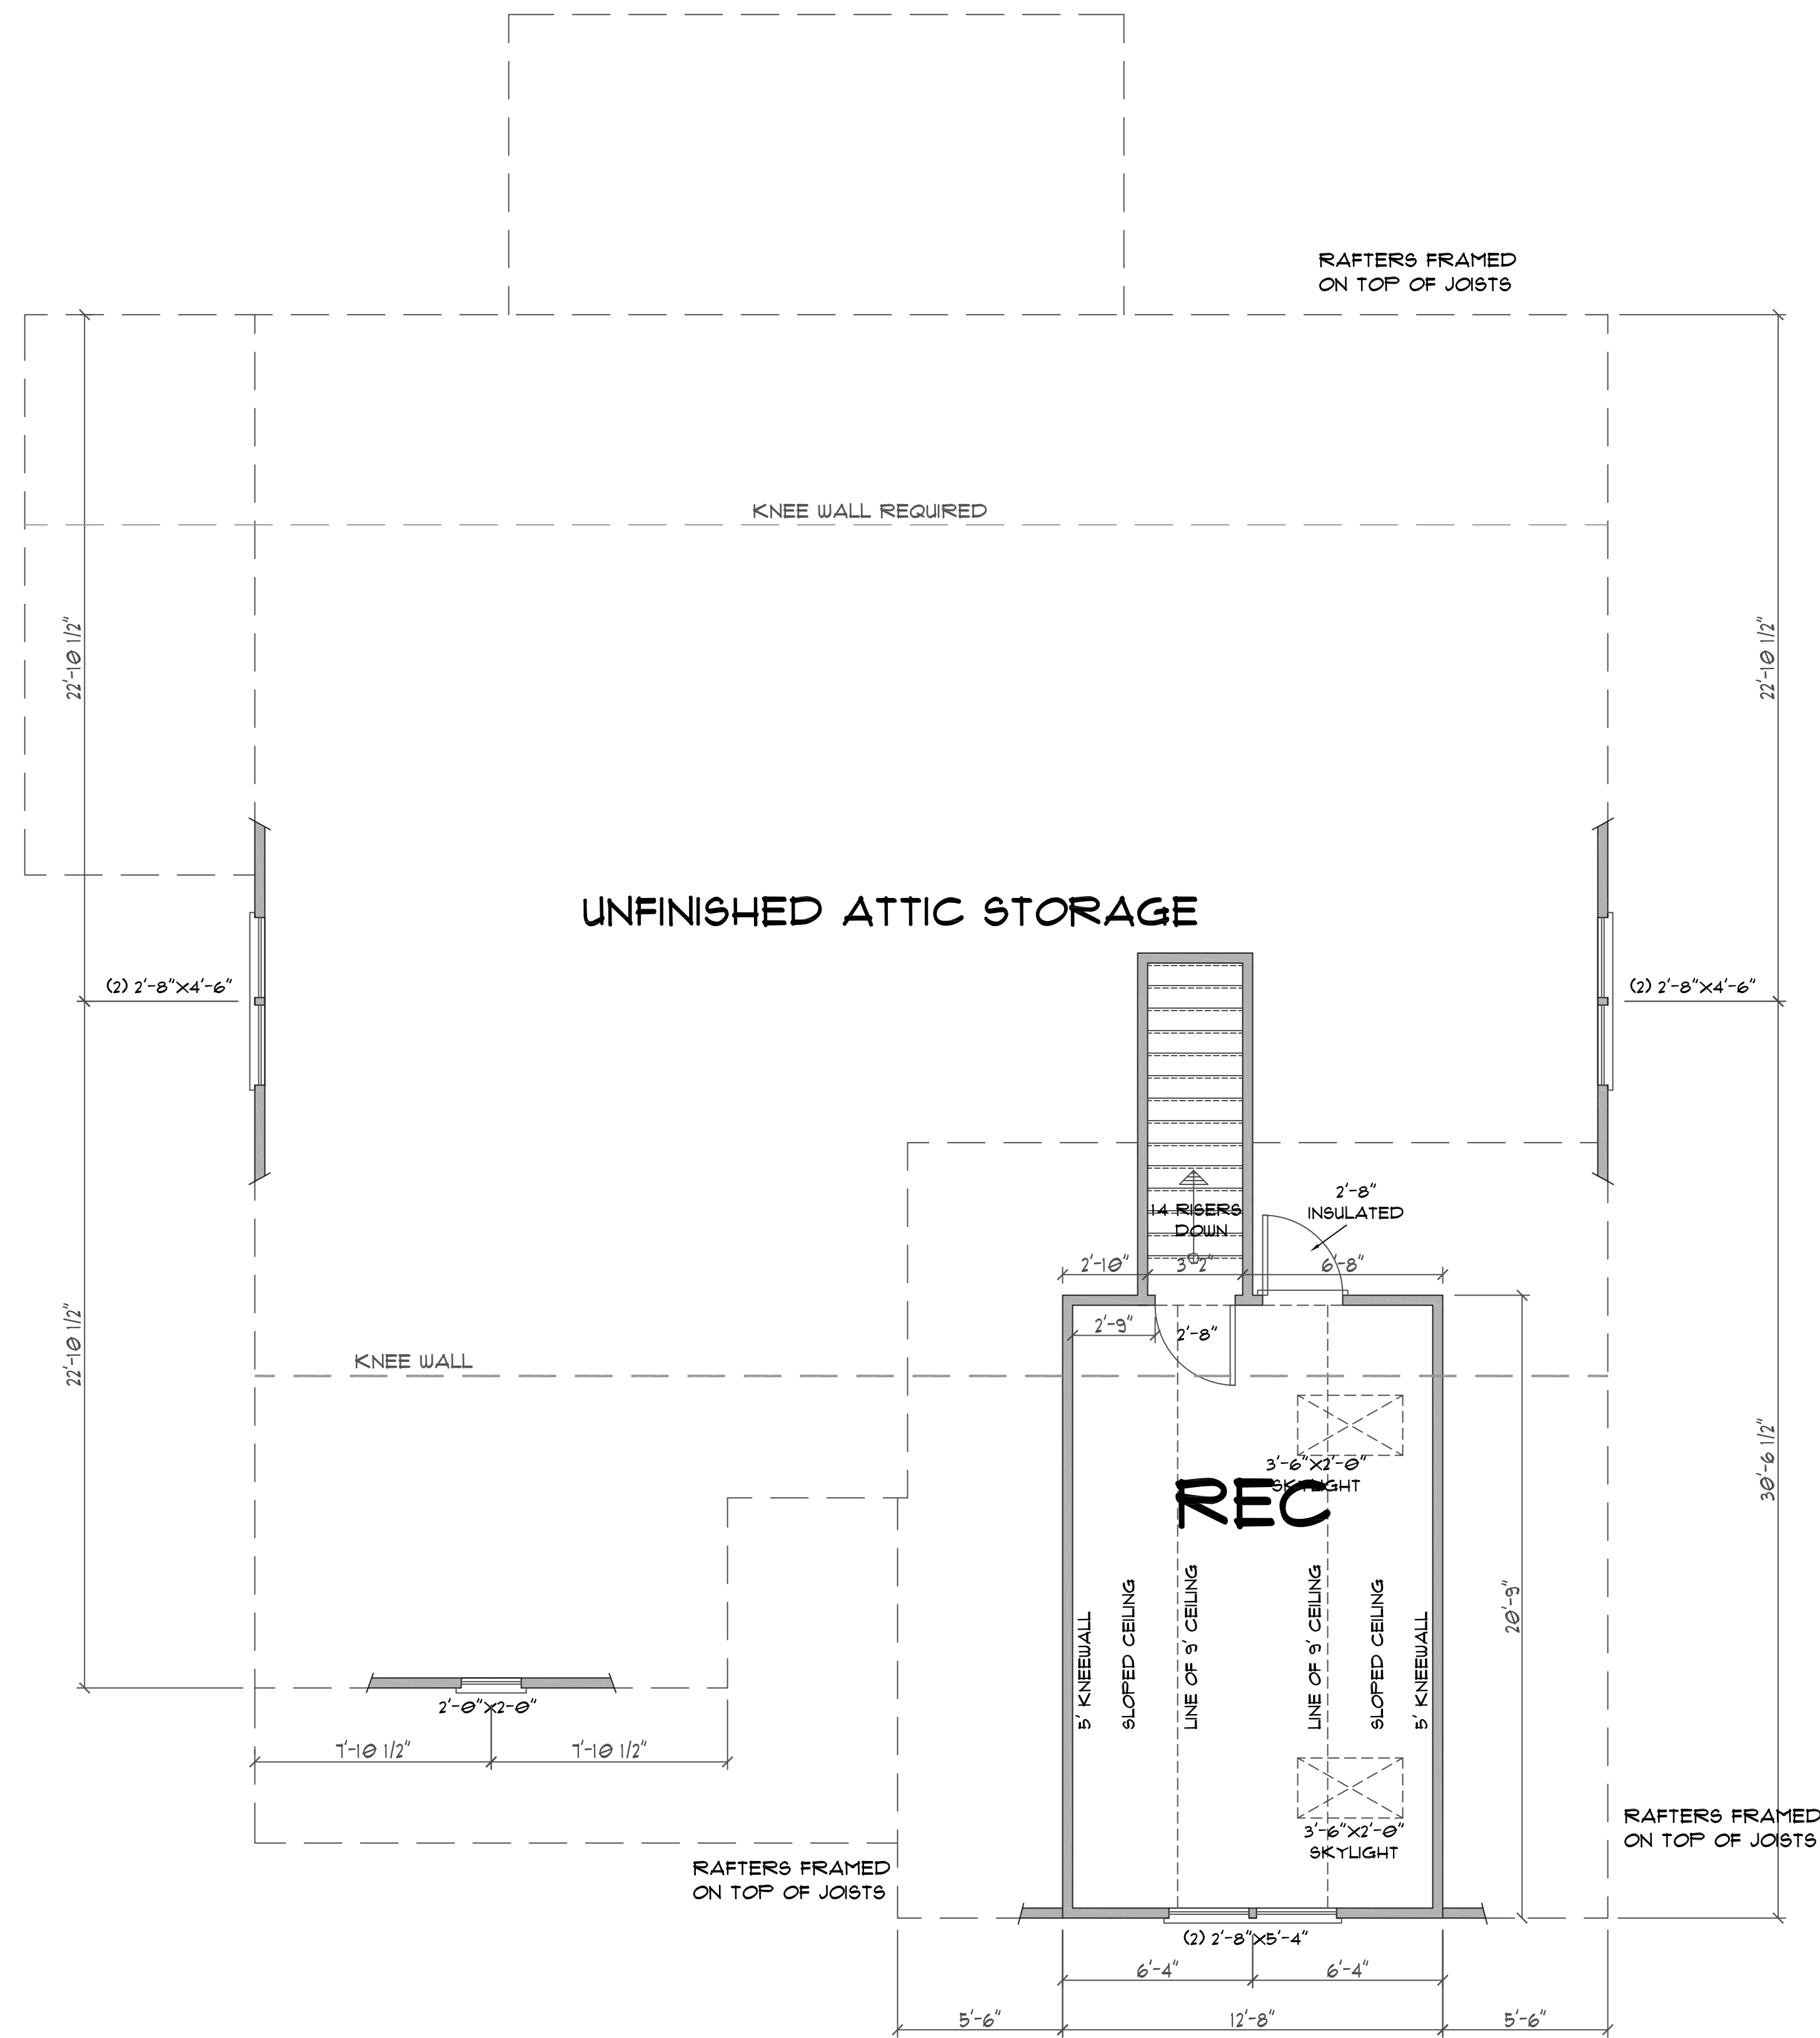 RAFTERS FRAMED
ON TOP OF JOISTS
KNEE WALL REQUIRED
22'-10 1/2"
22'-10 1/2"
UNFINISHED ATTIC STORAGE
(2) 2'-8"X4'-6"
(2) 2'-8"X4'-6"
2'-8"
INSULATED
14 RISERS
DOWN
2'-10"
3'-2"
6'-8"
2'-9"
2'-8"
KNEE WALL
22'-10 1/2"
30'-6 1/2"
3'-6"X2'-0"
SKYLIGHT
REC
20'-9"
5' KNEEWALL
SLOPED CEILING
LINE OF 9' CEILING
LINE OF 9' CEILING
SLOPED CEILING
5' KNEEWALL
2'-0"X2-0"
7'-10 1/2"
7'-10 1/2"
3'-6"X2'-0"
SKYLIGHT
RAFTERS FRAMED
ON TOP OF JOISTS
RAFTERS FRAMED
ON TOP OF JOISTS
(2) 2'-8"X5'-4"
6'-4"
6'-4"
5'-6"
12'-8"
5'-6"